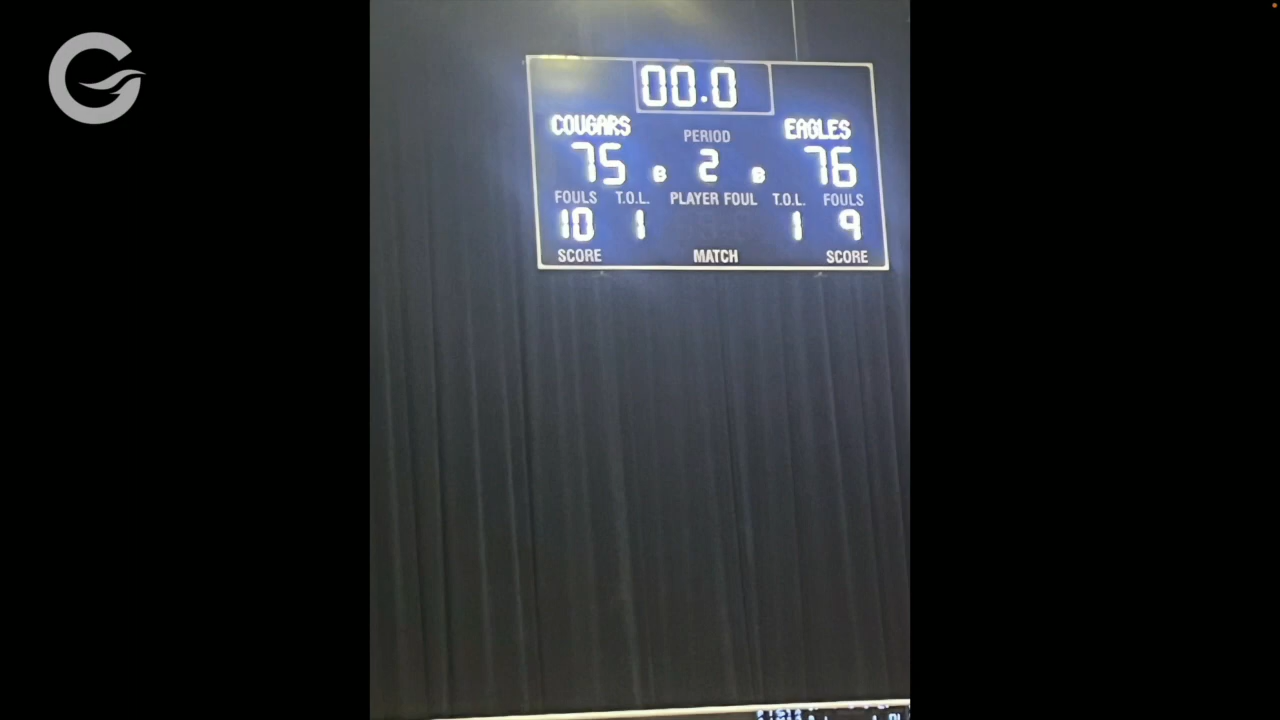 00.0
COUGARS PERIOD EAGLES
75 B 2 B 76
FOULS T.O.L. PLAYER FOUL T.O.L. FOULS
10 1 1 9
SCORE MATCH SCORE